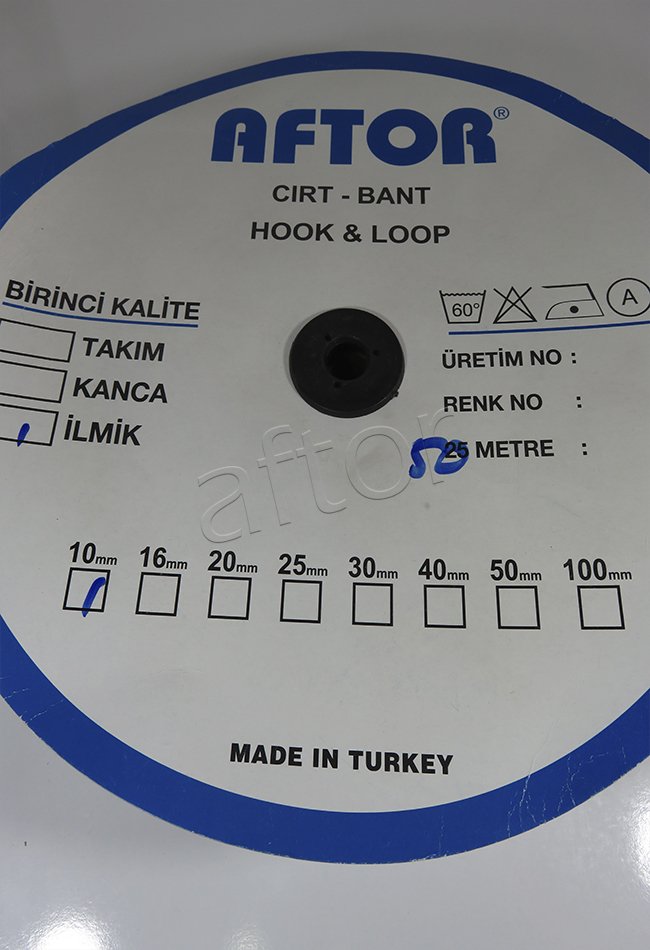 AFTOR®
CIRT - BANT
HOOK & LOOP
BİRİNCİ KALİTE
TAKIM
KANCA
İLMİK
60° A
ÜRETİM NO :
RENK NO :
50 25 METRE :
aftor
10mm 16mm 20mm 25mm 30mm 40mm 50mm 100mm
MADE IN TURKEY